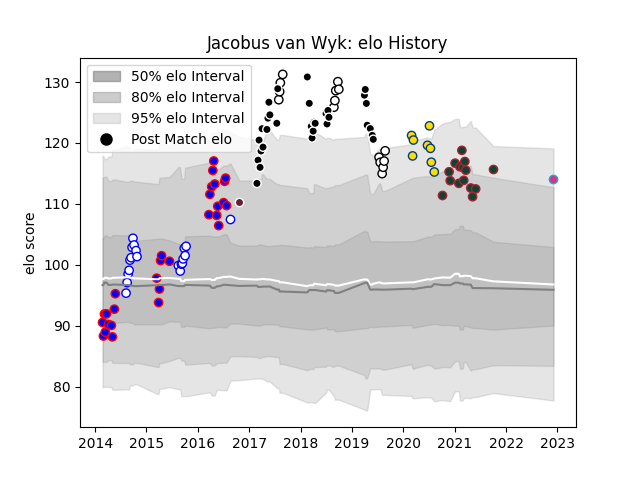 Jacobus van Wyk: elo History
50% elo Interval
80% elo Interval
95% elo Interval
Post Match elo
elo score
130
120
110
100
90
80
2014 2015 2016 2017 2018 2019 2020 2021 2022 2023